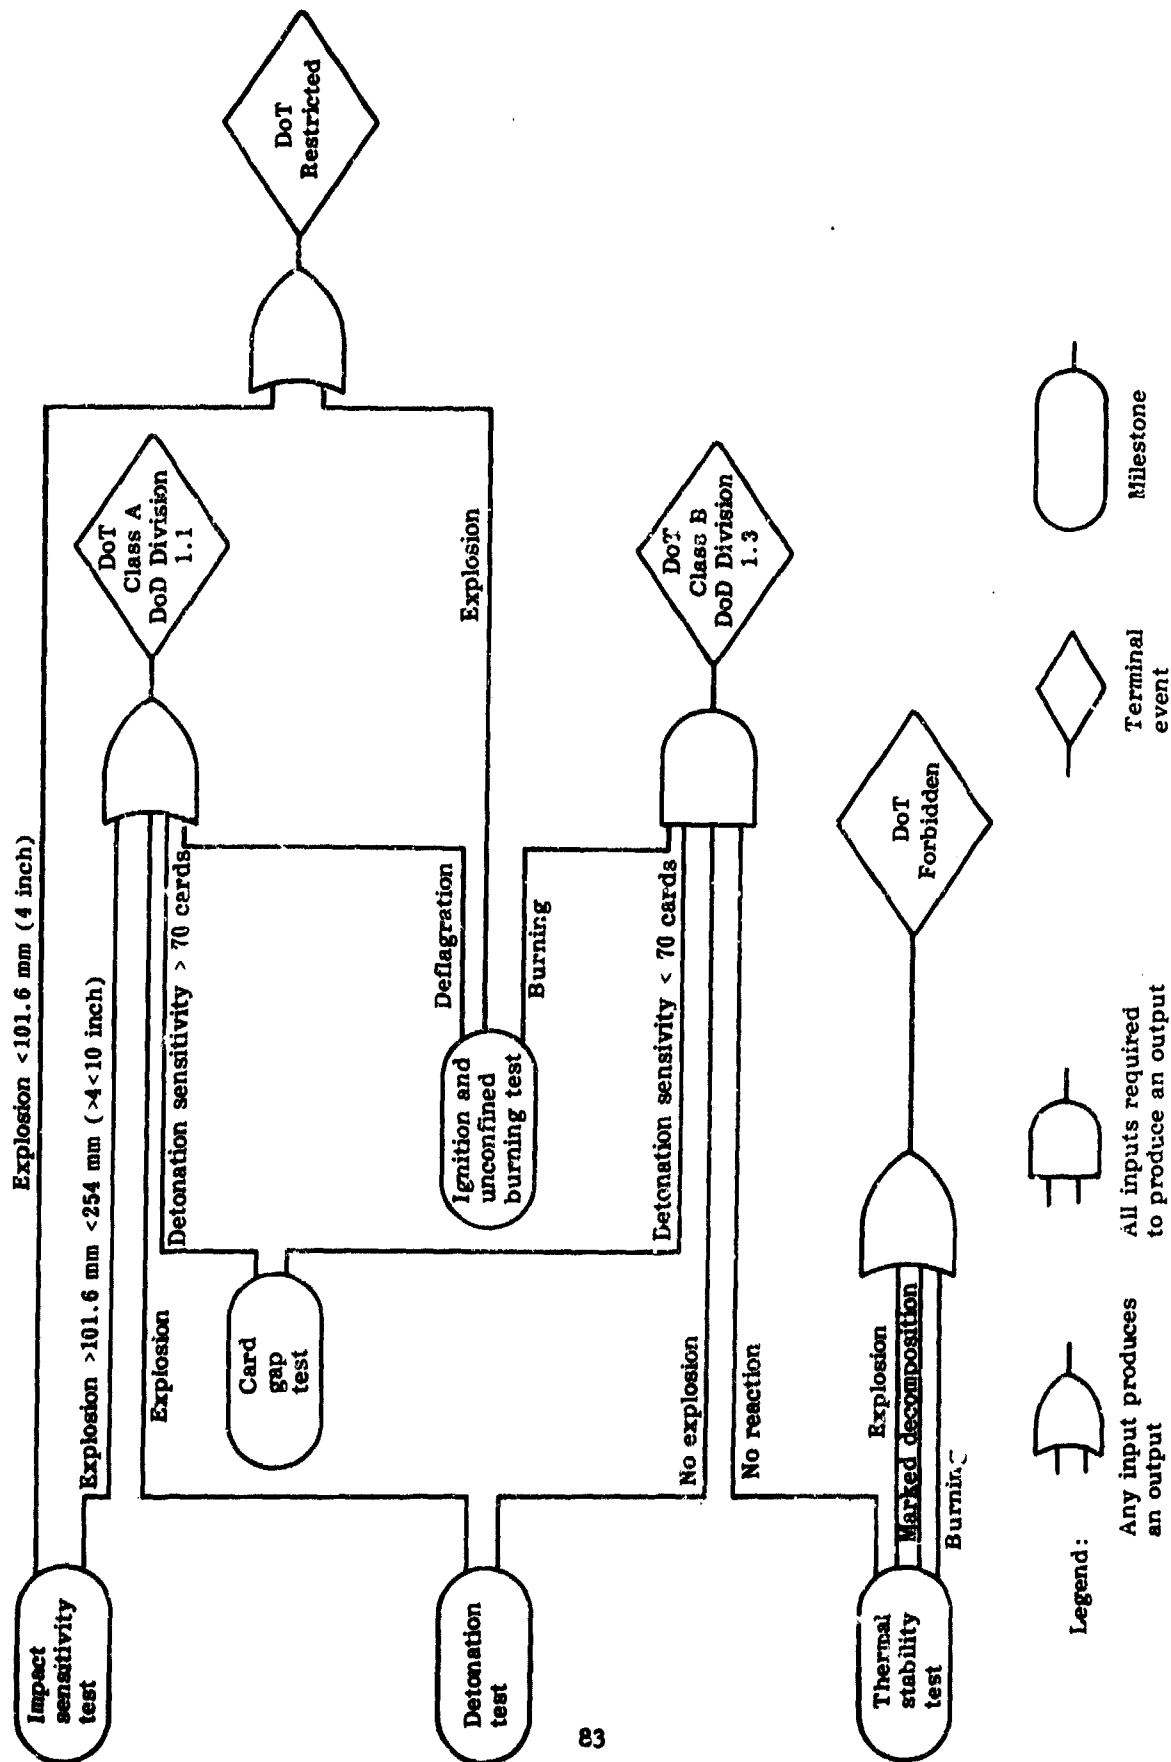 Impact
sensitivity
test
Explosion <101.6 mm (4 inch)
Explosion >101.6 mm <254 mm (>4<10 inch)
Explosion
Detonation sensitivity > 70 cards
DoT
Class A
DoD Division
1.1
DoT
Restricted
Card
gap
test
Deflagration
Explosion
Burning
Ignition and
unconfined
burning test
Detonation
test
Detonation sensivity < 70 cards
No explosion
No reaction
DoT
Class B
DoD Division
1.3
Thermal
stability
test
Explosion
Marked decomposition
Burning
DoT
Forbidden
Legend:
Any input produces
an output
All inputs required
to produce an output
Terminal
event
Milestone
83